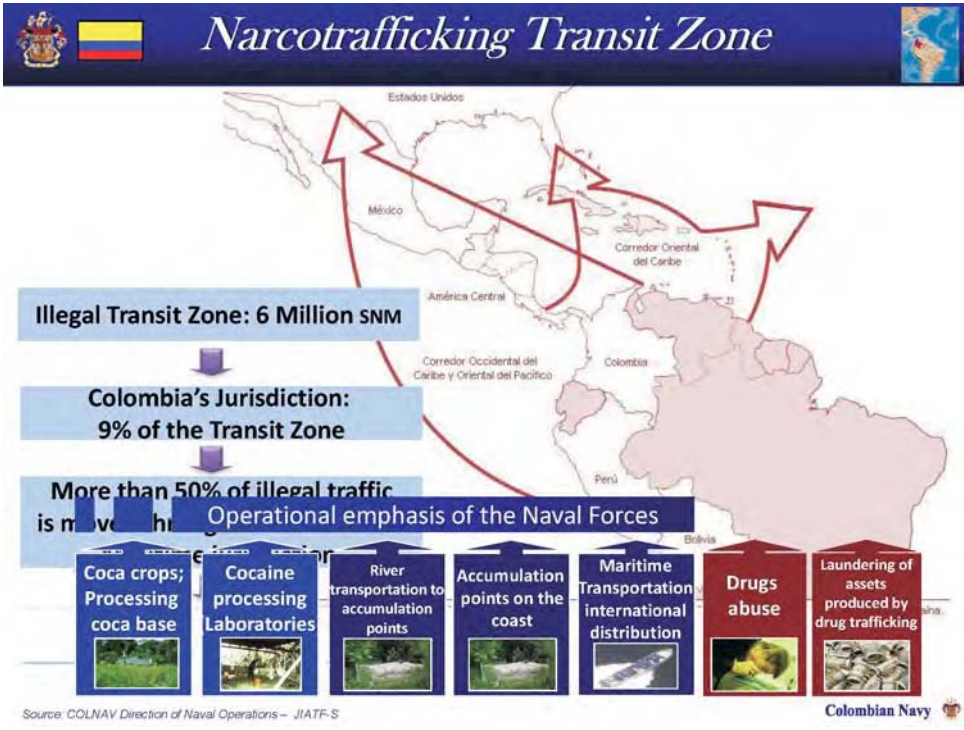 Narcotrafficking Transit Zone
Estados Unidos
México
Corredor Oriental
del Caribe
América Central
Illegal Transit Zone: 6 Million SNM
Corredor Occidental del
Caribe y Oriental del Pacífico
Colombia
Colombia's Jurisdiction:
9% of the Transit Zone
Perú
More than 50% of illegal traffic
is
Operational emphasis of the Naval Forces
Bolivia
Coca crops;
Processing
coca base
Cocaine
processing
Laboratories
River
transportation to
accumulation
points
Accumulation
points on the
coast
Maritime
Transportation
international
distribution
Drugs
abuse
Laundering of
assets
produced by
drug trafficking
Source: COLNAV Direction of Naval Operations – JIATF-S
Colombian Navy